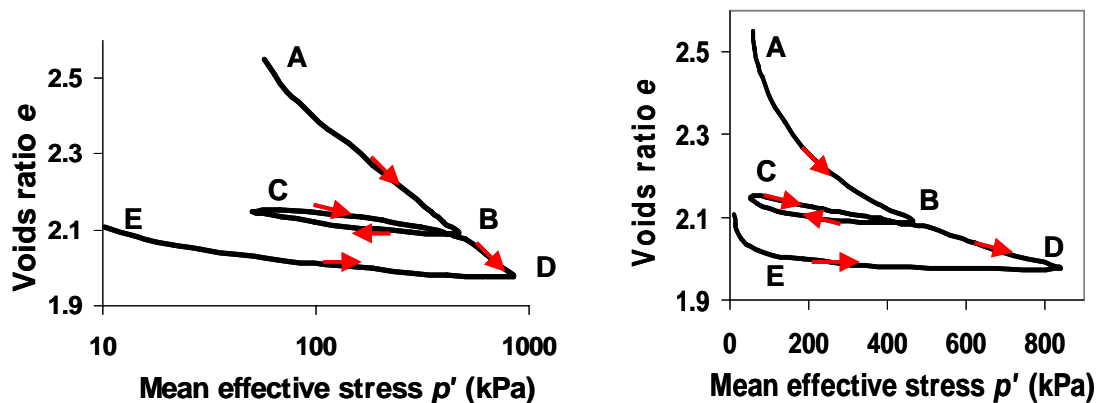 Voids ratio e
2.5
2.3
2.1
1.9
A
C
B
E
D
10
100
1000
Mean effective stress p' (kPa)
Voids ratio e
2.5
2.3
2.1
1.9
A
C
B
D
E
0
200
400
600
800
Mean effective stress p' (kPa)